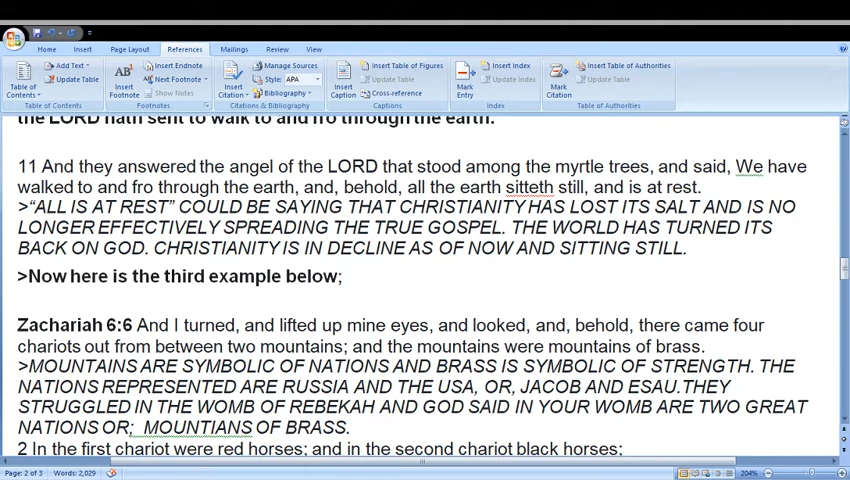 Home Insert Page Layout References Mailings Review View
Add Text Insert Endnote Manage Sources Insert Table of Figures Insert Index Insert Table of Authorities
Update Table AB1 Next Footnote Style: APA Update Table Update Index Update Table
Table of Contents Insert Footnote Show Notes Insert Citation Bibliography Insert Caption Cross-reference Mark Entry Mark Citation
Table of Contents Footnotes Citations & Bibliography Captions Index Table of Authorities
the LORD hath sent to walk to and fro through the earth.
11 And they answered the angel of the LORD that stood among the myrtle trees, and said, We have
walked to and fro through the earth, and, behold, all the earth sitteth still, and is at rest.
>“ALL IS AT REST” COULD BE SAYING THAT CHRISTIANITY HAS LOST ITS SALT AND IS NO
LONGER EFFECTIVELY SPREADING THE TRUE GOSPEL. THE WORLD HAS TURNED ITS
BACK ON GOD. CHRISTIANITY IS IN DECLINE AS OF NOW AND SITTING STILL.
>Now here is the third example below;
Zachariah 6:6 And I turned, and lifted up mine eyes, and looked, and, behold, there came four
chariots out from between two mountains; and the mountains were mountains of brass.
>MOUNTAINS ARE SYMBOLIC OF NATIONS AND BRASS IS SYMBOLIC OF STRENGTH. THE
NATIONS REPRESENTED ARE RUSSIA AND THE USA, OR, JACOB AND ESAU.THEY
STRUGGLED IN THE WOMB OF REBEKAH AND GOD SAID IN YOUR WOMB ARE TWO GREAT
NATIONS OR; MOUNTIANS OF BRASS.
2 In the first chariot were red horses; and in the second chariot black horses;
Page: 2 of 3 Words: 2,029 204%